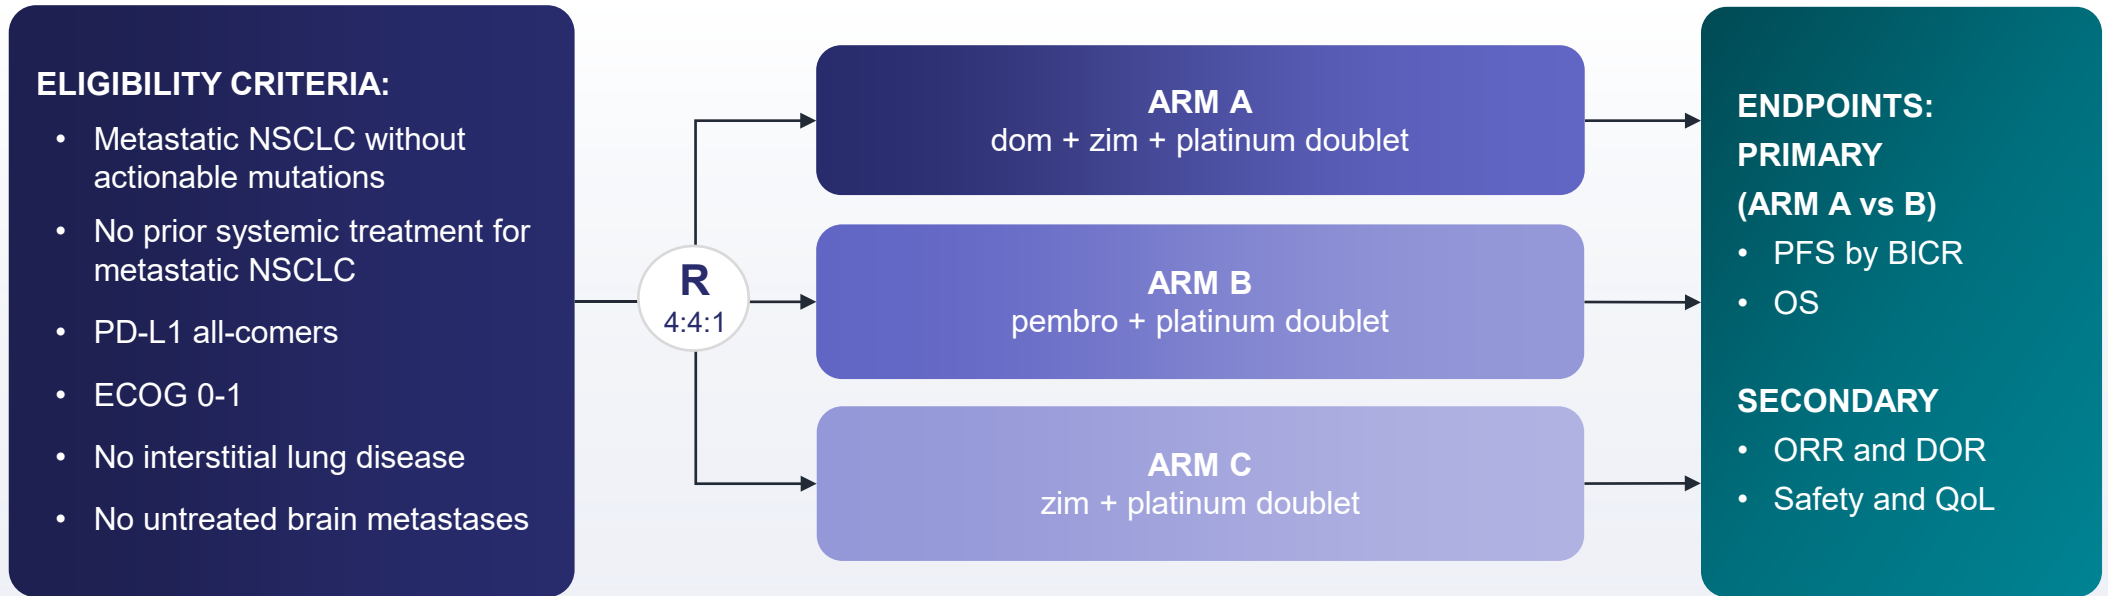 ELIGIBILITY CRITERIA:
• Metastatic NSCLC without
actionable mutations
• No prior systemic treatment for
metastatic NSCLC
• PD-L1 all-comers
• ECOG 0-1
• No interstitial lung disease
• No untreated brain metastases
R
4:4:1
ARM A
dom + zim + platinum doublet
ARM B
pembro + platinum doublet
ARM C
zim + platinum doublet
ENDPOINTS:
PRIMARY
(ARM A vs B)
• PFS by BICR
• OS
SECONDARY
• ORR and DOR
• Safety and QoL